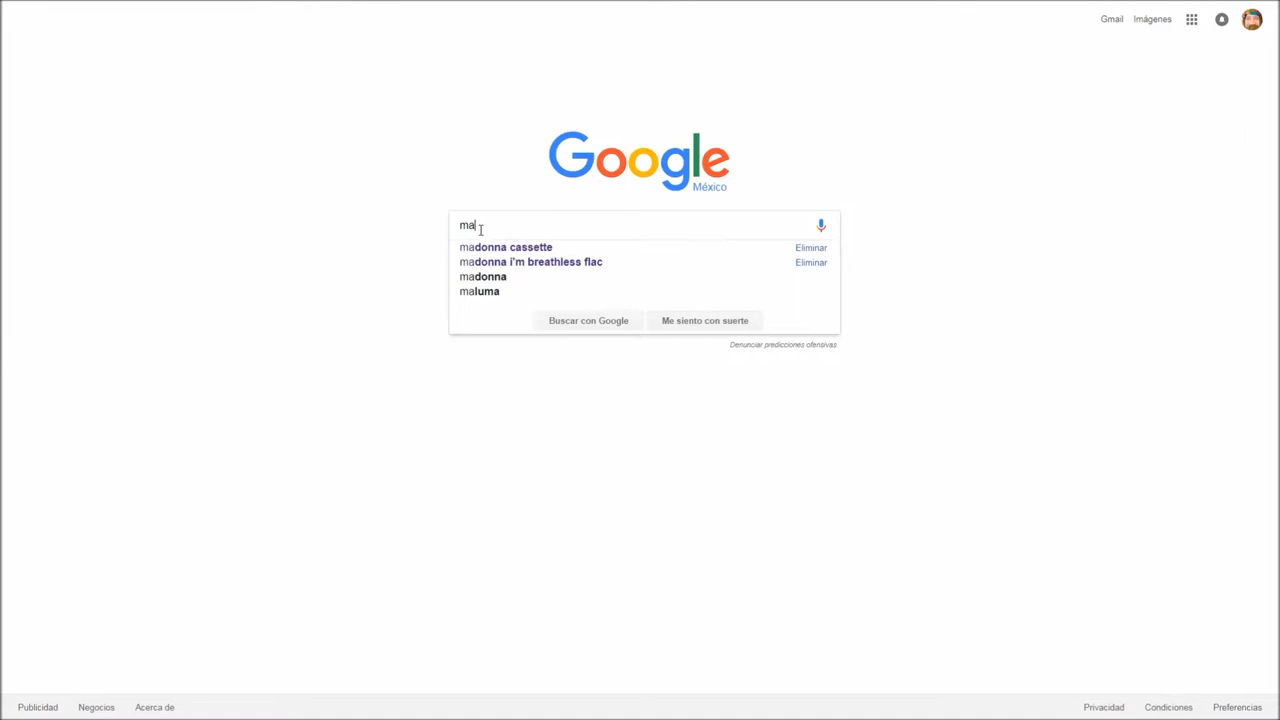 Gmail Imágenes
Google
México
ma
madonna cassette Eliminar
madonna i'm breathless flac Eliminar
madonna
maluma
Buscar con Google Me siento con suerte
Denunciar predicciones ofensivas
Publicidad Negocios Acerca de Privacidad Condiciones Preferencias